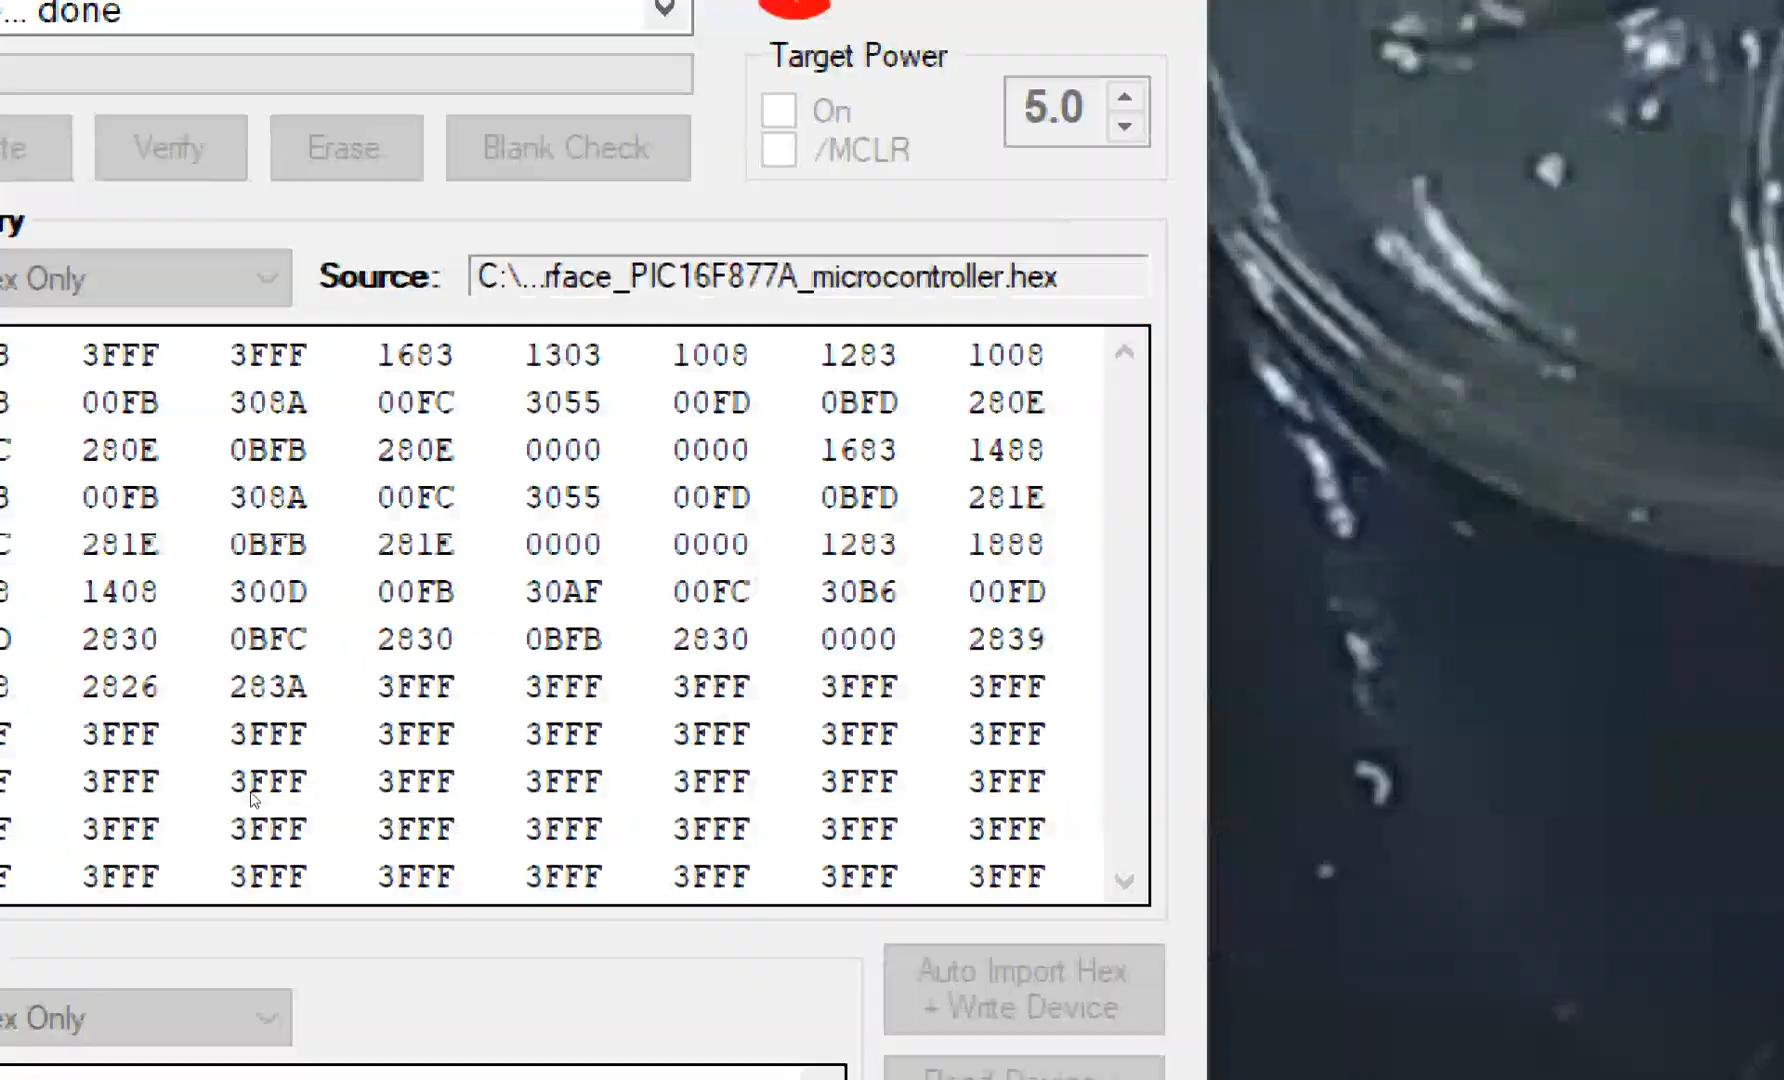 ... done
Target Power
On
5.0
/MCLR
Verify Erase Blank Check
Source: C:\...rface_PIC16F877A_microcontroller.hex
3FFF 3FFF 1683 1303 1008 1283 1008
00FB 308A 00FC 3055 00FD 0BFD 280E
280E 0BFB 280E 0000 0000 1683 1488
00FB 308A 00FC 3055 00FD 0BFD 281E
281E 0BFB 281E 0000 0000 1283 1888
1408 300D 00FB 30AF 00FC 30B6 00FD
2830 0BFC 2830 0BFB 2830 0000 2839
2826 283A 3FFF 3FFF 3FFF 3FFF 3FFF
F 3FFF 3FFF 3FFF 3FFF 3FFF 3FFF 3FFF
F 3FFF 3FFF 3FFF 3FFF 3FFF 3FFF 3FFF
F 3FFF 3FFF 3FFF 3FFF 3FFF 3FFF 3FFF
F 3FFF 3FFF 3FFF 3FFF 3FFF 3FFF 3FFF
Only
Auto Import Hex
+ Write Device
Only